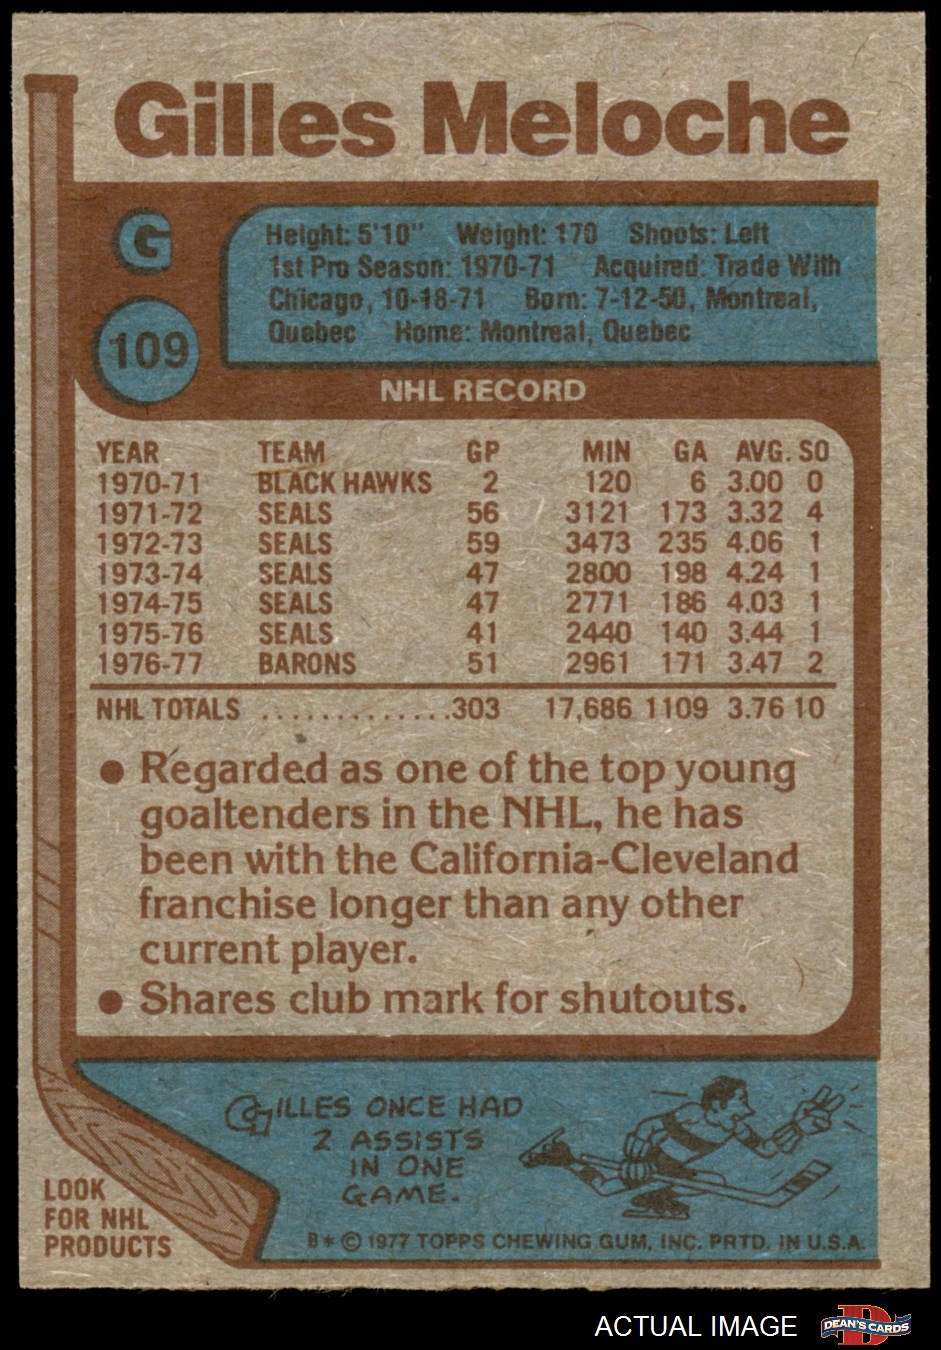 Gilles Meloche
G
109
Height: 5'10" Weight: 170 Shoots: Left
1st Pro Season: 1970-71 Acquired: Trade With
Chicago, 10-18-71 Born: 7-12-50, Montreal,
Quebec Home: Montreal, Quebec
NHL RECORD
YEAR TEAM GP MIN GA AVG. SO
1970-71 BLACK HAWKS 2 120 6 3.00 0
1971-72 SEALS 56 3121 173 3.32 4
1972-73 SEALS 59 3473 235 4.06 1
1973-74 SEALS 47 2800 198 4.24 1
1974-75 SEALS 47 2771 186 4.03 1
1975-76 SEALS 41 2440 140 3.44 1
1976-77 BARONS 51 2961 171 3.47 2
NHL TOTALS ..............303 17,686 1109 3.76 10
● Regarded as one of the top young
goaltenders in the NHL, he has
been with the California-Cleveland
franchise longer than any other
current player.
● Shares club mark for shutouts.
GILLES ONCE HAD
2 ASSISTS
IN ONE
GAME.
LOOK
FOR NHL
PRODUCTS
B * © 1977 TOPPS CHEWING GUM, INC. PRTD. IN U.S.A.
ACTUAL IMAGE
D
DEAN'S CARDS